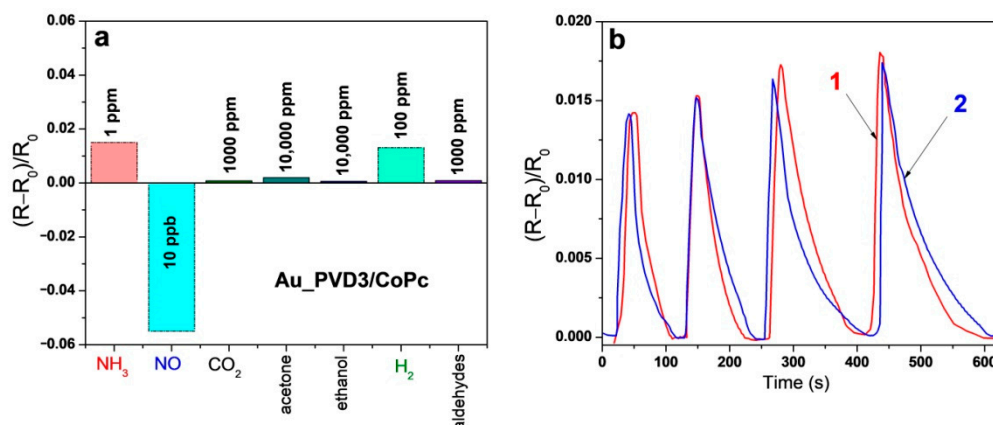 a
(R−R₀)/R₀
0.06
0.04
0.02
0.00
−0.02
−0.04
−0.06
1 ppm
10 ppb
1000 ppm
10,000 ppm
10,000 ppm
100 ppm
1000 ppm
Au_PVD3/CoPc
NH₃
NO
CO₂
acetone
ethanol
H₂
aldehydes
b
(R−R₀)/R₀
0.020
0.015
0.010
0.005
0.000
1
2
0 100 200 300 400 500 600
Time (s)